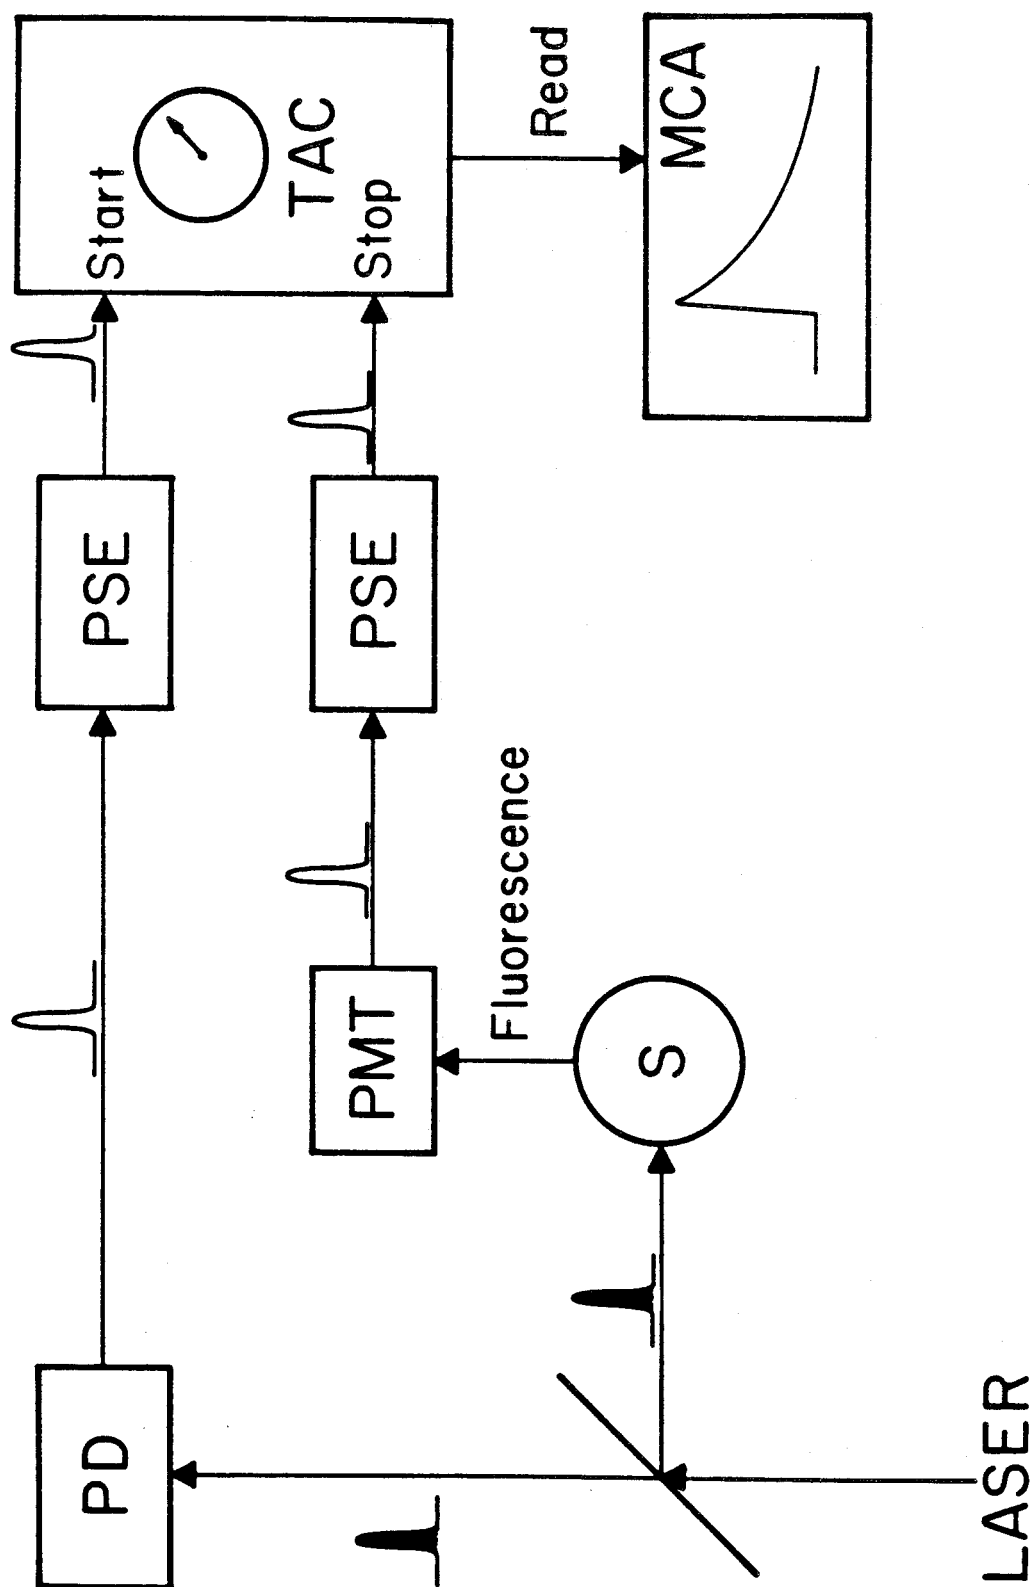 PD
PSE
Start
TAC
Stop
PMT
PSE
Read
Fluorescence
S
MCA
LASER